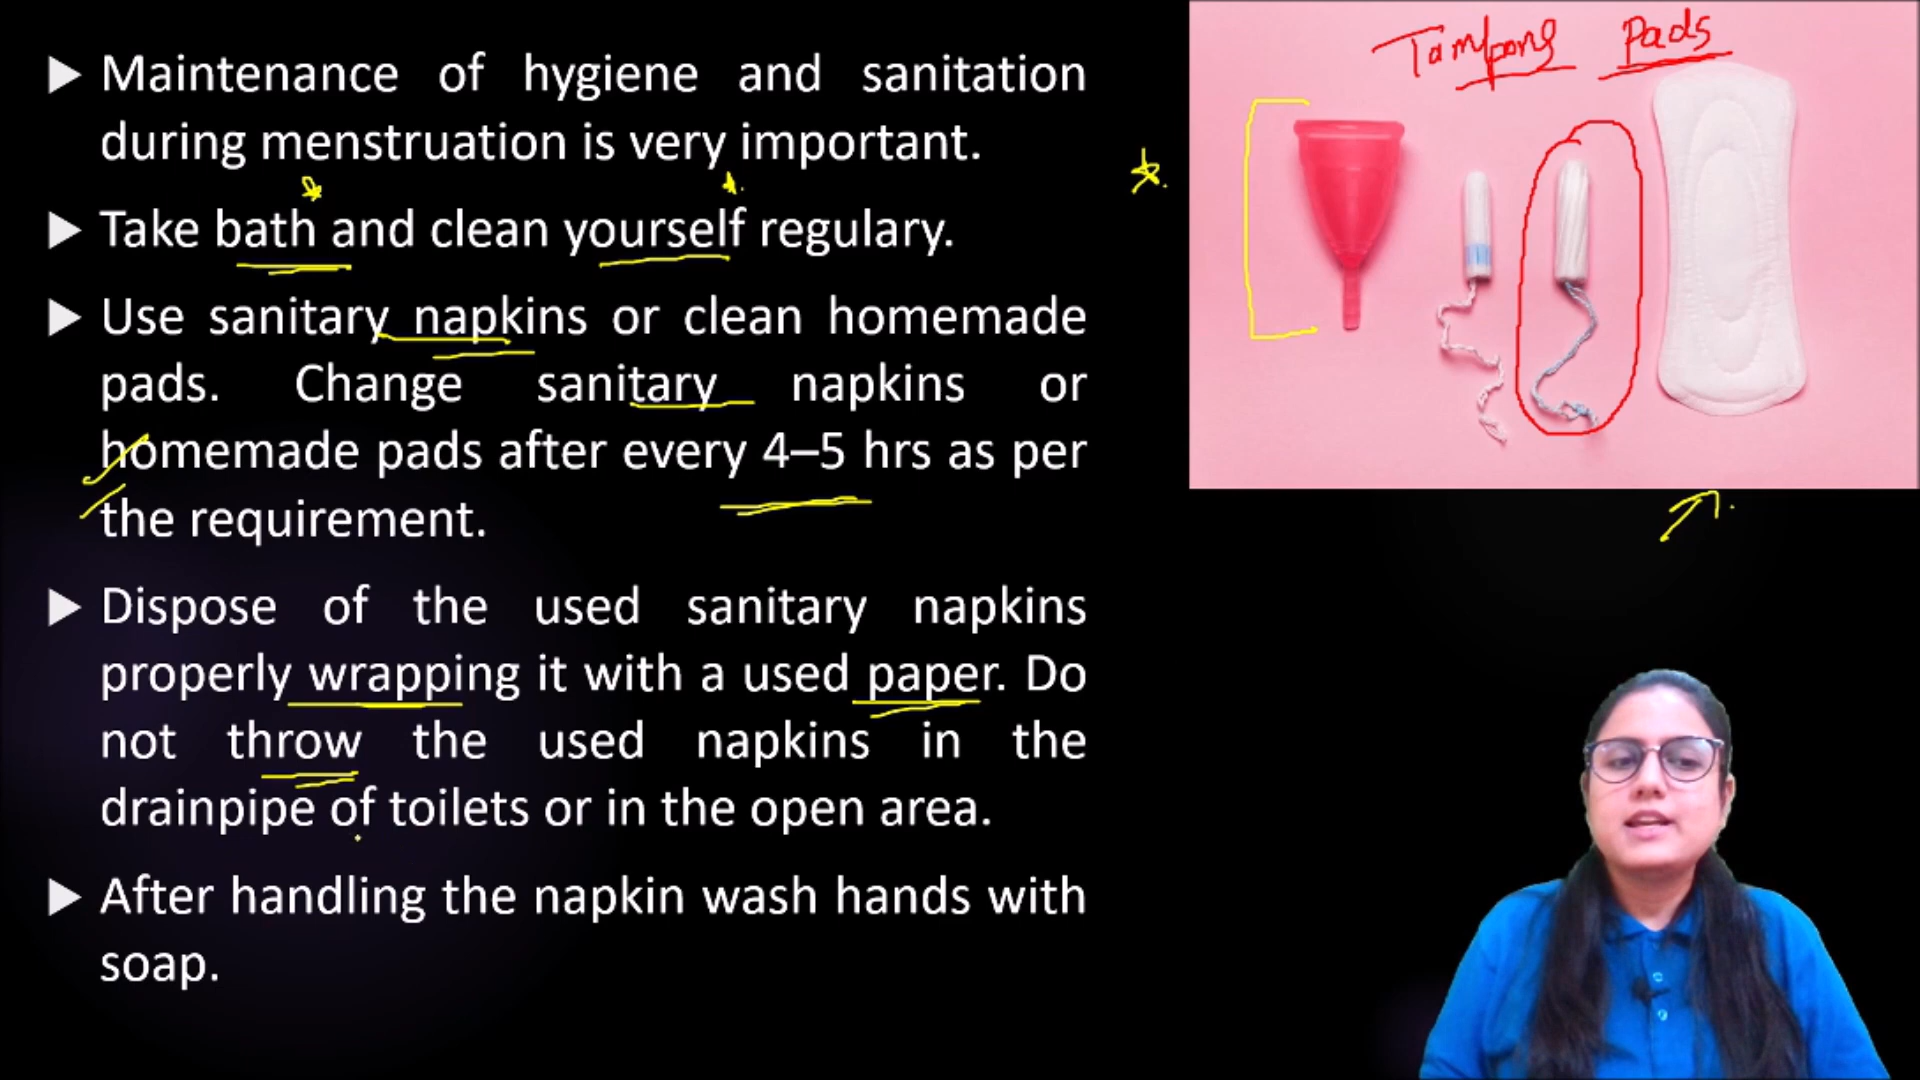 Maintenance of hygiene and sanitation
during menstruation is very important.
Take bath and clean yourself regulary.
Use sanitary napkins or clean homemade
pads. Change sanitary napkins or
homemade pads after every 4–5 hrs as per
the requirement.
Dispose of the used sanitary napkins
properly wrapping it with a used paper. Do
not throw the used napkins in the
drainpipe of toilets or in the open area.
After handling the napkin wash hands with
soap.
Tampons Pads